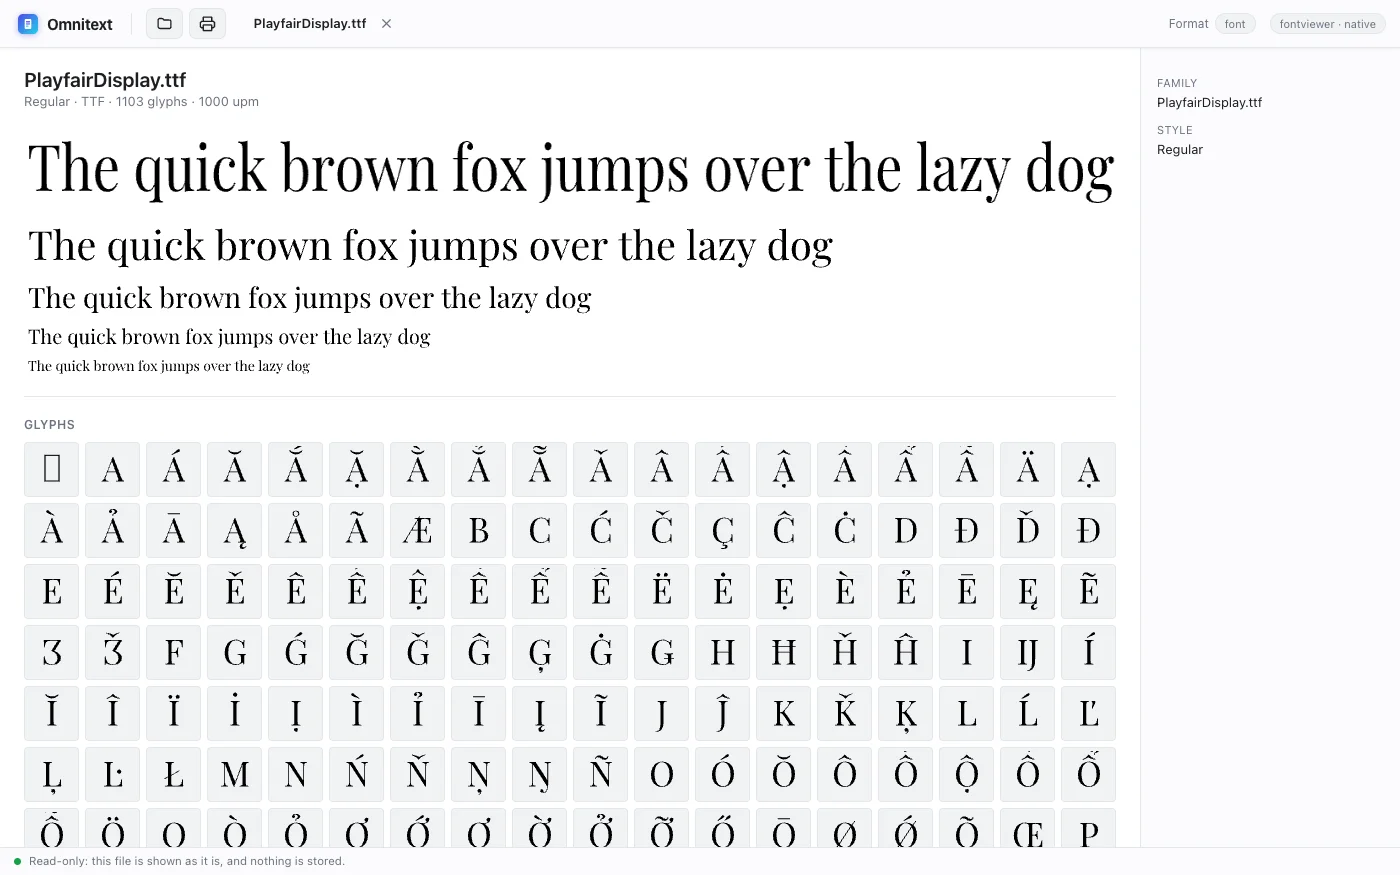 Omnitext
PlayfairDisplay.ttf
Format font fontviewer · native
PlayfairDisplay.ttf
Regular · TTF · 1103 glyphs · 1000 upm
The quick brown fox jumps over the lazy dog
The quick brown fox jumps over the lazy dog
The quick brown fox jumps over the lazy dog
The quick brown fox jumps over the lazy dog
The quick brown fox jumps over the lazy dog
GLYPHS
A Á Ă Ắ Ặ Ằ Ẳ Ẵ Ǎ Â Ậ Ä Ạ
À Ả Ā Ą Å Ã Æ B C Ć Č Ç Ĉ Ċ D Đ Ď Đ
E É Ĕ Ě Ê Ệ Ë Ė Ẹ È Ẻ Ē Ę Ẽ
Ʒ Ǯ F G Ǵ Ğ Ǧ Ĝ Ģ Ġ Ǥ H Ħ Ȟ Ĥ I IJ Í
Ĭ Î Ï İ Ị Ì Ỉ Ī Į Ĩ J Ĵ K Ǩ Ķ L Ĺ Ľ
Ļ Ŀ Ł M N Ń Ň Ņ Ŋ Ñ O Ó Ŏ Ô Ộ
Ö Ò Ỏ Ơ Ớ Ờ Ở Ỡ Ő Ō Ø Ǿ Õ Œ P
FAMILY
PlayfairDisplay.ttf
STYLE
Regular
Read-only: this file is shown as it is, and nothing is stored.